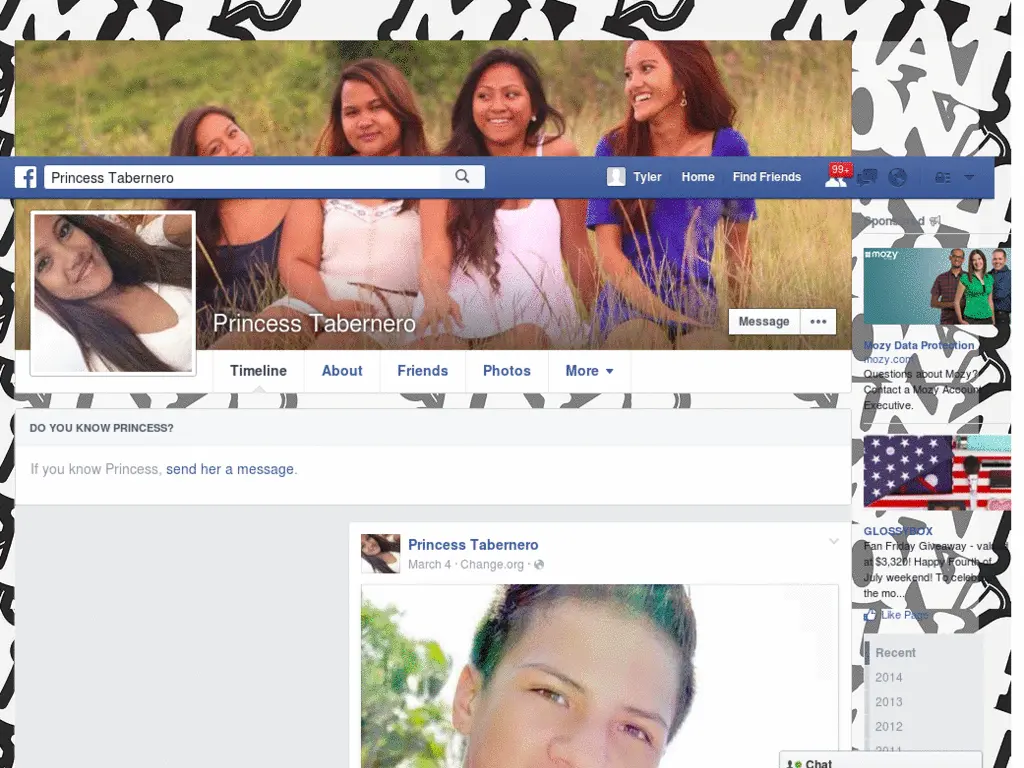 Princess Tabernero
Tyler
Home
Find Friends
99+
Sponsored
mozy
Princess Tabernero
Message
Mozy Data Protection
mozy.com
Questions about Mozy?
Contact a Mozy Account
Executive.
Timeline
About
Friends
Photos
More
DO YOU KNOW PRINCESS?
If you know Princess, send her a message.
GLOSSYBOX
Fan Friday Giveaway - valued
at $3,320! Happy Fourth of
July weekend! To celebrate
the mo...
Like Page
Princess Tabernero
March 4 · Change.org ·
Recent
2014
2013
2012
2011
Chat